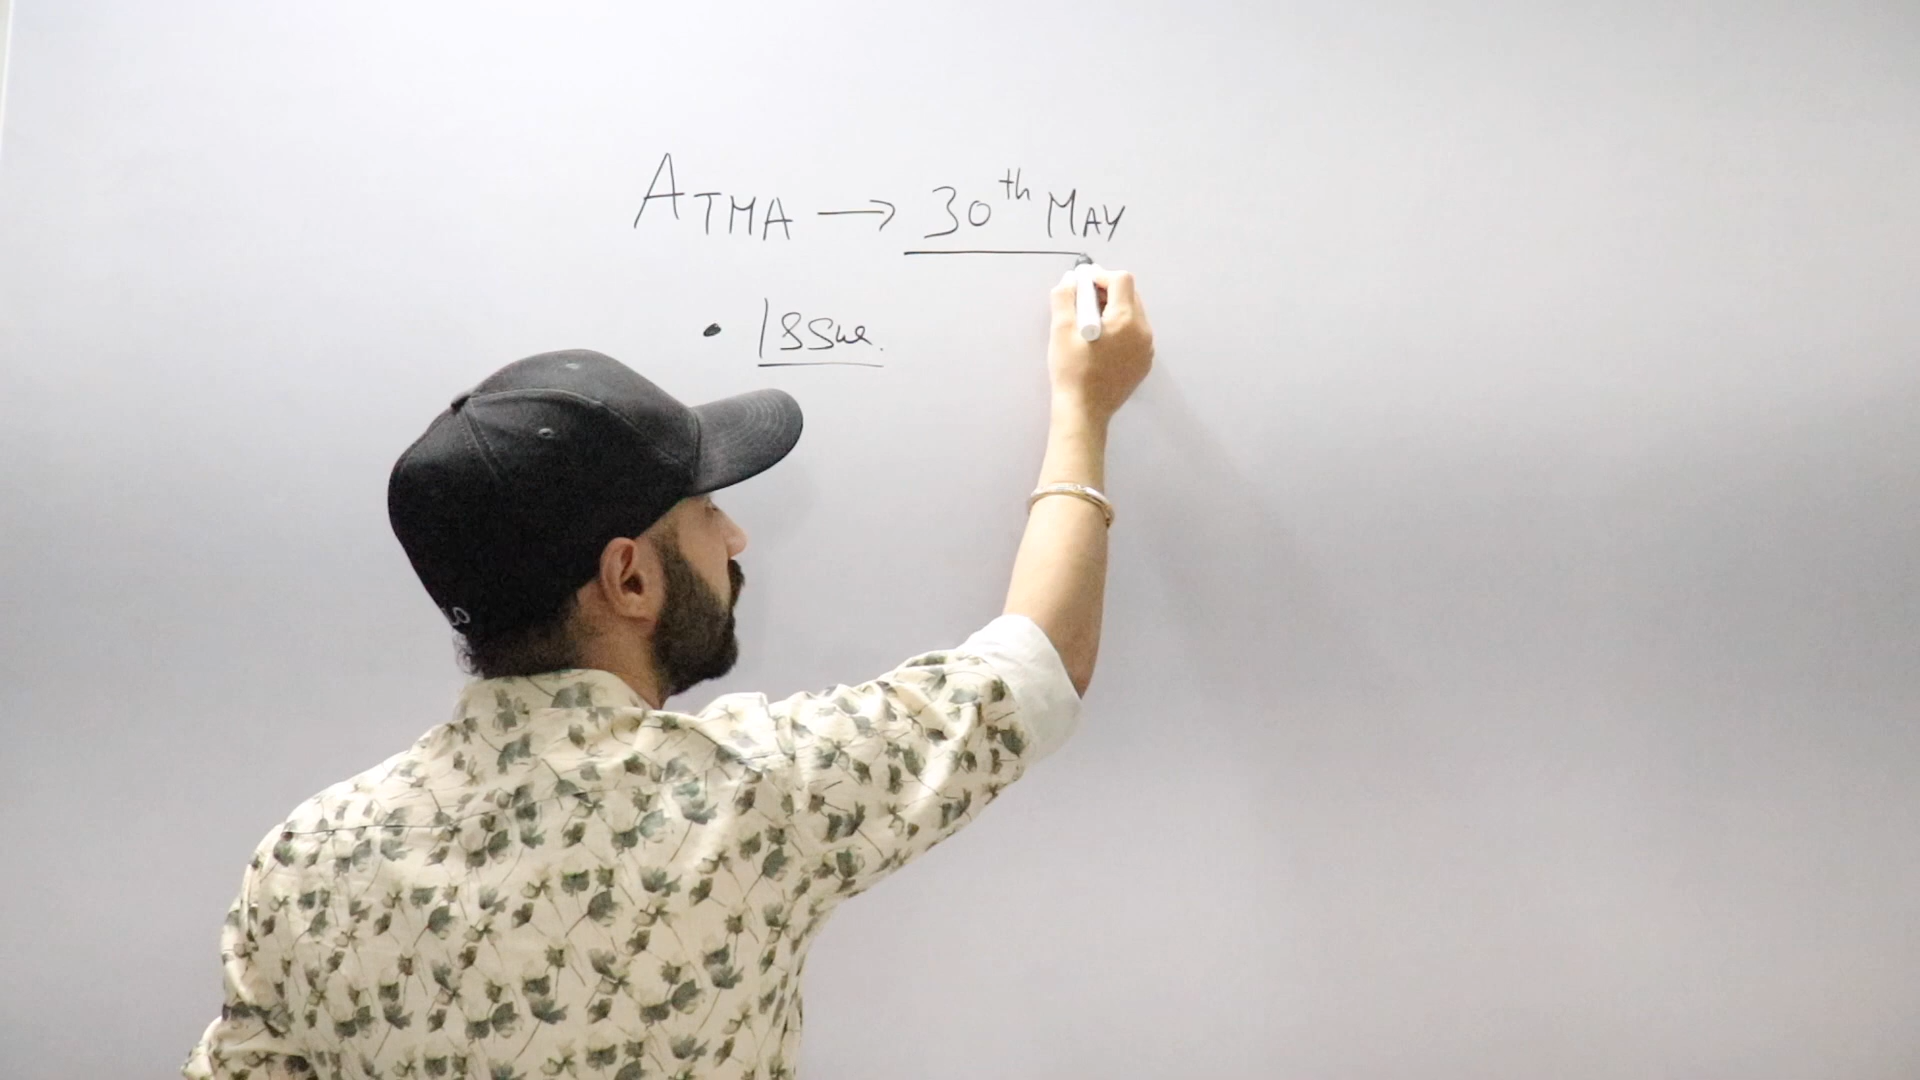 ATMA → 30th MAY
• Issue.